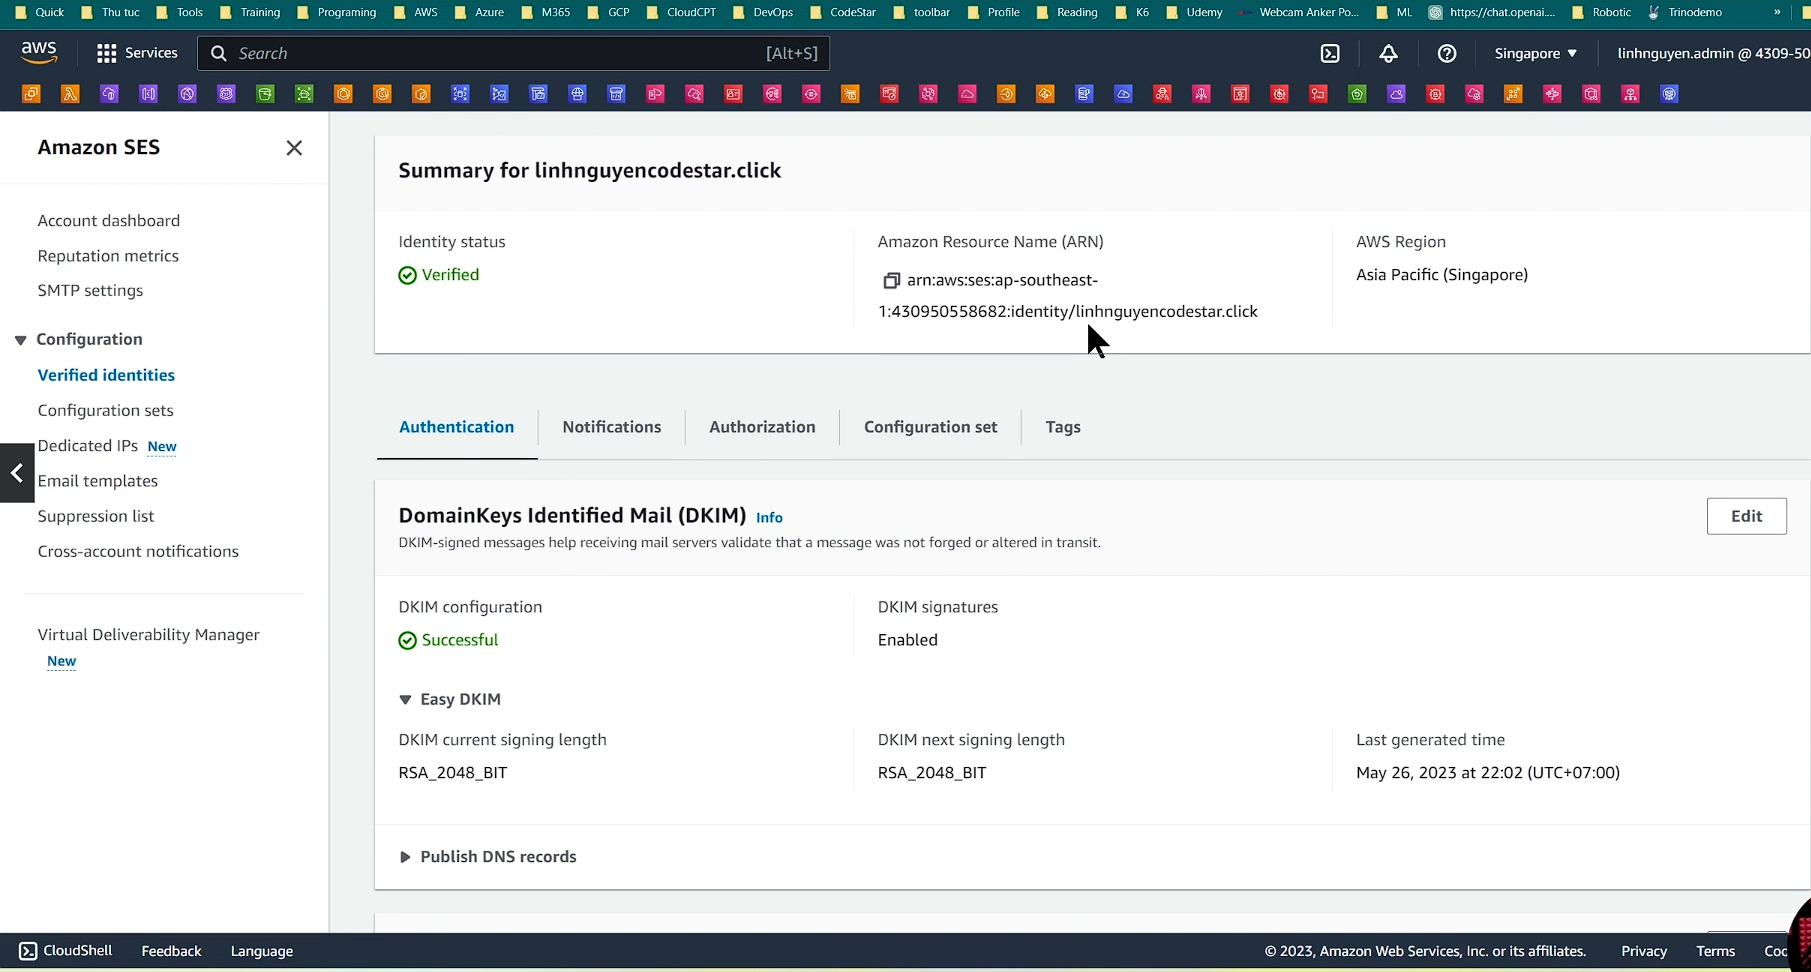 Quick Thu tuc Tools Training Programing AWS Azure M365 GCP CloudCPT DevOps CodeStar toolbar Profile Reading K6 Udemy Webcam Anker Po... ML https://chat.openai.... Robotic Trinodemo »
aws Services Search [Alt+S] Singapore ▼ linhnguyen.admin @ 4309-50
Amazon SES
Account dashboard
Reputation metrics
SMTP settings
Configuration
Verified identities
Configuration sets
Dedicated IPs New
Email templates
Suppression list
Cross-account notifications
Virtual Deliverability Manager
New
Summary for linhnguyencodestar.click
Identity status
Verified
Amazon Resource Name (ARN)
arn:aws:ses:ap-southeast-
1:430950558682:identity/linhnguyencodestar.click
AWS Region
Asia Pacific (Singapore)
Authentication Notifications Authorization Configuration set Tags
DomainKeys Identified Mail (DKIM) Info
Edit
DKIM-signed messages help receiving mail servers validate that a message was not forged or altered in transit.
DKIM configuration
Successful
DKIM signatures
Enabled
Easy DKIM
DKIM current signing length
RSA_2048_BIT
DKIM next signing length
RSA_2048_BIT
Last generated time
May 26, 2023 at 22:02 (UTC+07:00)
Publish DNS records
CloudShell Feedback Language © 2023, Amazon Web Services, Inc. or its affiliates. Privacy Terms